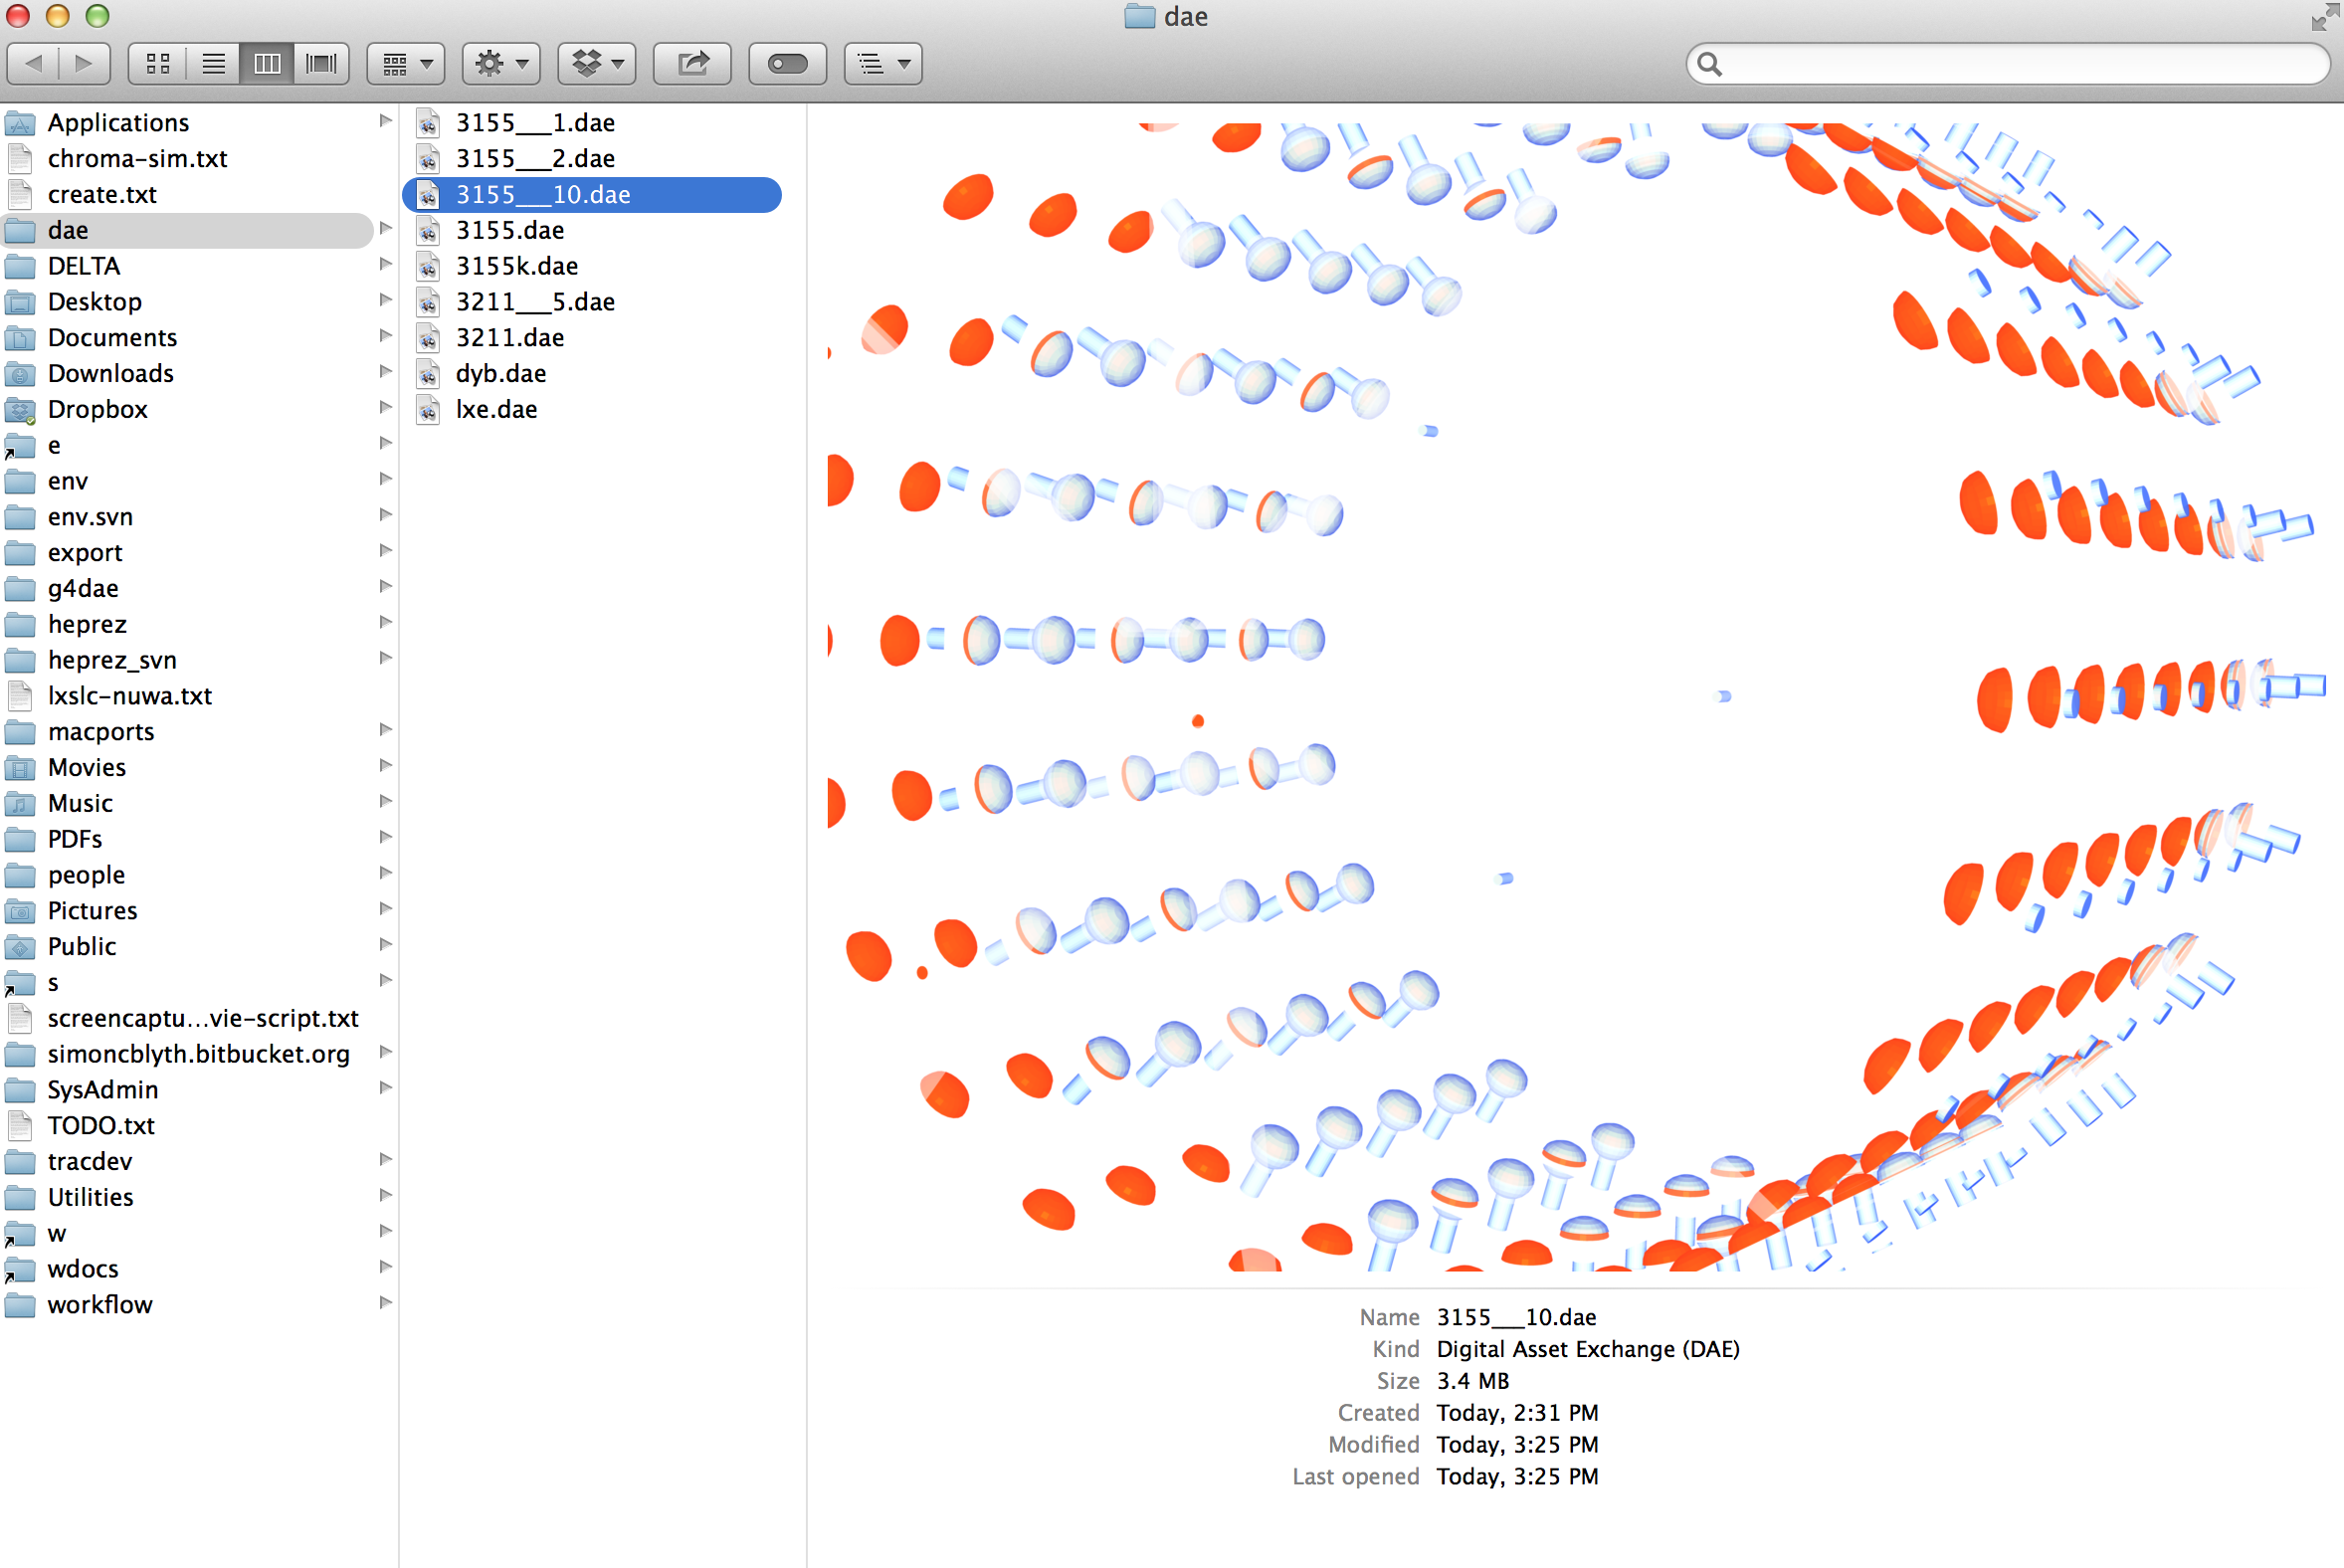 dae
Applications
chroma-sim.txt
create.txt
dae
DELTA
Desktop
Documents
Downloads
Dropbox
e
env
env.svn
export
g4dae
heprez
heprez_svn
lxslc-nuwa.txt
macports
Movies
Music
PDFs
people
Pictures
Public
s
screencaptu...vie-script.txt
simoncblyth.bitbucket.org
SysAdmin
TODO.txt
tracdev
Utilities
w
wdocs
workflow
3155___1.dae
3155___2.dae
3155___10.dae
3155.dae
3155k.dae
3211___5.dae
3211.dae
dyb.dae
lxe.dae
Name 3155___10.dae
Kind Digital Asset Exchange (DAE)
Size 3.4 MB
Created Today, 2:31 PM
Modified Today, 3:25 PM
Last opened Today, 3:25 PM